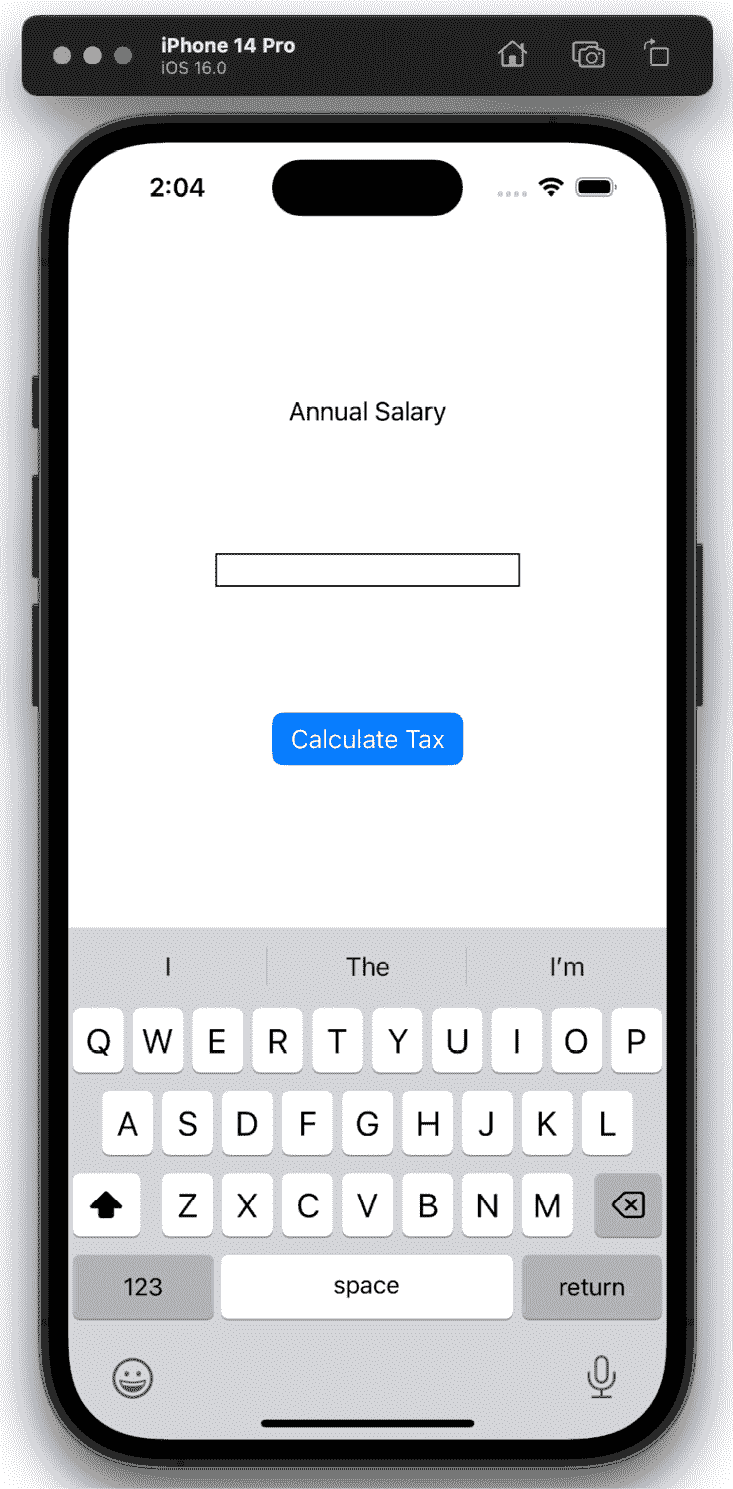 iPhone 14 Pro
iOS 16.0
2:04
Annual Salary
Calculate Tax
I The I’m
Q W E R T Y U I O P
A S D F G H J K L
Z X C V B N M
123 space return